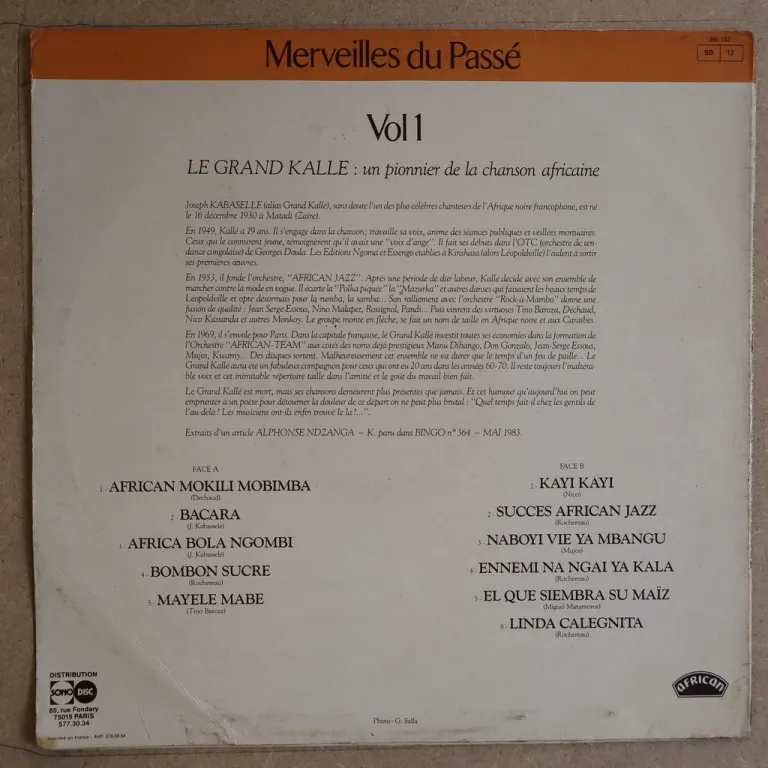 Merveilles du Passé
360.142
SD 13
Vol 1
LE GRAND KALLE : un pionnier de la chanson africaine
Joseph KABASELLE (alias Grand Kallé), sans doute l'un des plus célèbres chanteurs de l'Afrique noire francophone, est né
le 16 décembre 1930 à Matadi (Zaïre).
En 1949, Kallé a 19 ans. Il s'engage dans la chanson; travaille sa voix, anime des séances publiques et veillées mortuaires.
Ceux que le connurent jeune, témoignèrent qu'il avait une "voix d'ange". Il fait ses débuts dans l'OTC (orchestre de ten-
dance congolaise) de Georges Doula. Les Editions Ngoma et Essengo établies à Kinshasa (alors Léopoldville) l'aident à sortir
ses premières œuvres.
En 1953, il fonde l'orchestre, "AFRICAN JAZZ". Après une période de dur labeur, Kalle décide avec son ensemble de
marcher contre la mode en vogue. Il écarte la "Polka piquée" la "Mazurka" et autres danses qui faisaient les beaux temps de
Léopoldville et opte désormais pour la rumba, la samba... Son ralliement avec l'orchestre "Rock-à-Mambo" donne une
fusion de qualité : Jean Serge Essous, Nino Malapet, Rossignol, Pandi... Puis vinrent des virtuoses Tino Baroza, Déchaud,
Nico Kassanda et autres Monkoy. Le groupe monte en flèche, se fait un nom de taille en Afrique noire et aux Caraïbes.
En 1969, il s'envole pour Paris. Dans la capitale française, le Grand Kallé investit toutes ses économies dans la formation de
l'Orchestre "AFRICAN-TEAM" aux côtés des noms déjà prestigieux Manu Dibango, Don Gonzalo, Jean-Serge Essous,
Mujos, Kwamy... Des disques sortent. Malheureusement cet ensemble ne va durer que le temps d'un feu de paille... Le
Grand Kallé aura été un fabuleux compagnon pour ceux qui ont eu 20 ans dans les années 60-70. Il reste toujours l'inaltéra-
ble voix et cet inimitable répertoire taillé dans l'amitié et le goût du travail bien fait.
Le Grand Kallé est mort, mais ses chansons demeurent plus présentes que jamais. Et cet humour qu'aujourd'hui on peut
emprunter à un poète pour détourner la douleur de ce départ on ne peut plus brutal : "Quel temps fait-il chez les gentils de
l'au-delà ? Les musiciens ont-ils enfin trouvé le la ?...".
Extraits d'un article ALPHONSE NDZANGA – K. paru dans BINGO n° 364 – MAI 1983.
FACE A
1 - AFRICAN MOKILI MOBIMBA
(Dechaud)
2 - BACARA
(J. Kabasselé)
3 - AFRICA BOLA NGOMBI
(J. Kabasselé)
4 - BOMBON SUCRE
(Rochereau)
5 - MAYELE MABE
(Tino Baroza)
FACE B
1 - KAYI KAYI
(Nico)
2 - SUCCES AFRICAN JAZZ
(Rochereau)
3 - NABOYI VIE YA MBANGU
(Mujos)
4 - ENNEMI NA NGAI YA KALA
(Rochereau)
5 - EL QUE SIEMBRA SU MAÏZ
(Miguel Matamoros)
6 - LINDA CALEGNITA
(Rochereau)
DISTRIBUTION
SONO DISC
85, rue Fondary
75015 PARIS
577.30.34
Imprimé en France - AVP
Photo : G. Salla
AFRICAN